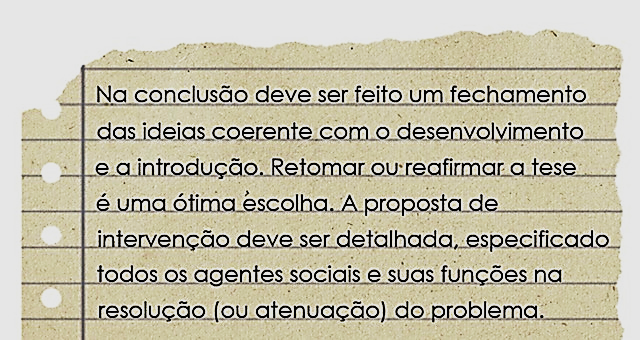 Na conclusão deve ser feito um fechamento
das ideias coerente com o desenvolvimento
e a introdução. Retomar ou reafirmar a tese
é uma ótima escolha. A proposta de
intervenção deve ser detalhada, especificado
todos os agentes sociais e suas funções na
resolução (ou atenuação) do problema.